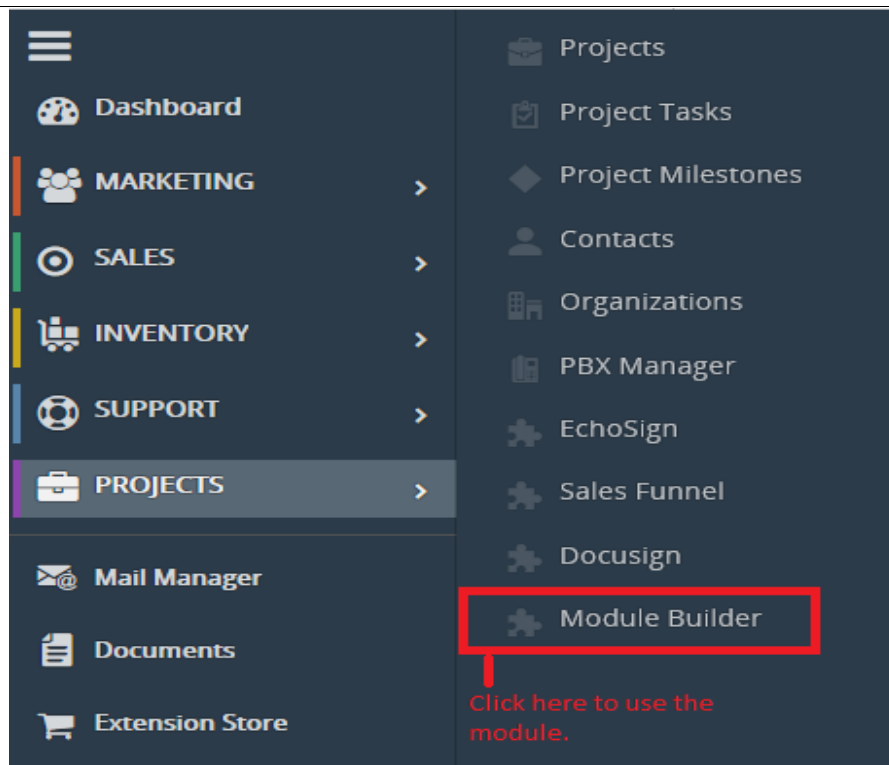 Dashboard
MARKETING
SALES
INVENTORY
SUPPORT
PROJECTS
Mail Manager
Documents
Extension Store
Projects
Project Tasks
Project Milestones
Contacts
Organizations
PBX Manager
EchoSign
Sales Funnel
Docusign
Module Builder
Click here to use the
module.